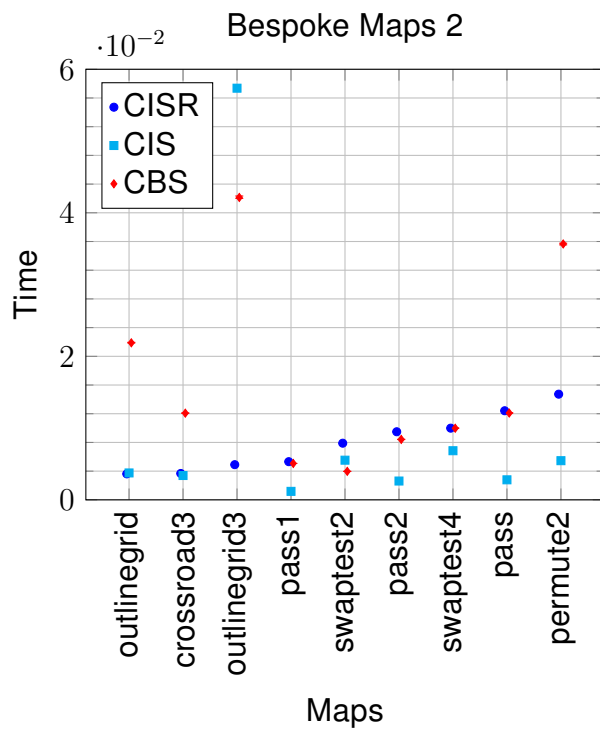 Bespoke Maps 2
·10⁻²
6
4
2
0
Time
CISR
CIS
CBS
outlinegrid
crossroad3
outlinegrid3
pass1
swaptest2
pass2
swaptest4
pass
permute2
Maps